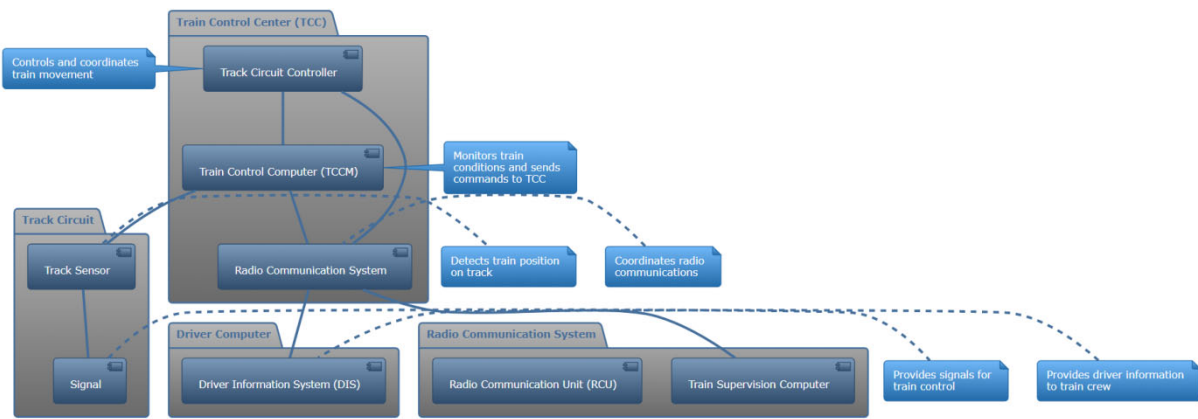 Train Control Center (TCC)
Controls and coordinates
train movement
Track Circuit Controller
Train Control Computer (TCCM)
Monitors train
conditions and sends
commands to TCC
Track Circuit
Track Sensor
Radio Communication System
Detects train position
on track
Coordinates radio
communications
Driver Computer
Radio Communication System
Signal
Driver Information System (DIS)
Radio Communication Unit (RCU)
Train Supervision Computer
Provides signals for
train control
Provides driver information
to train crew